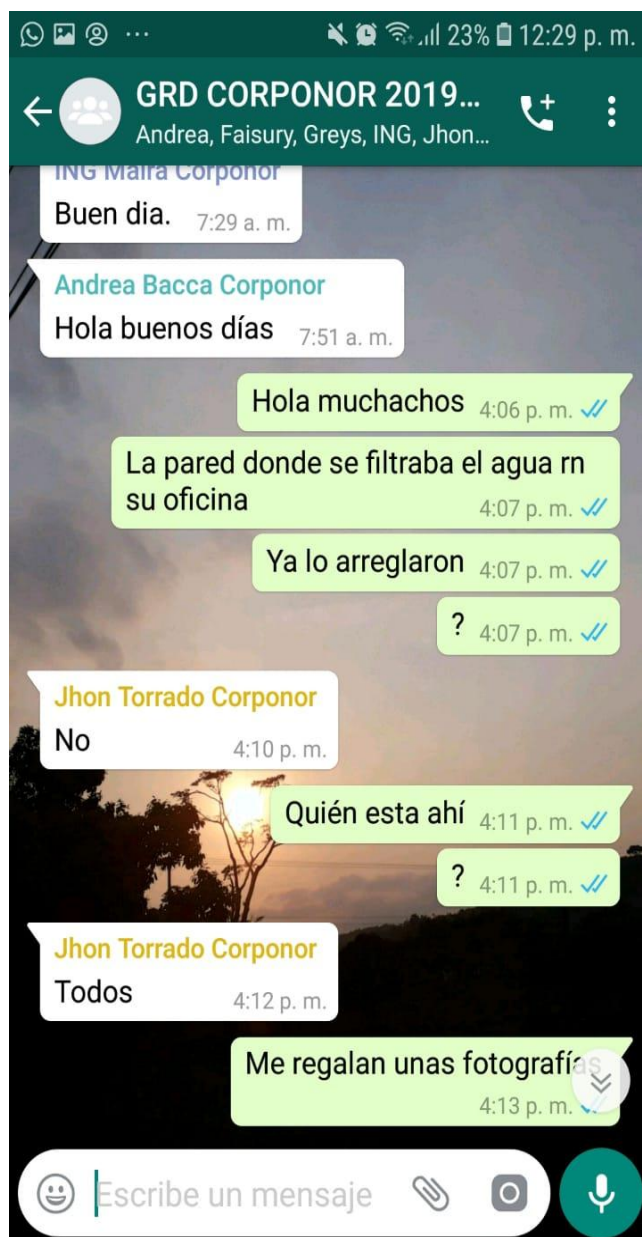 23% 12:29 p. m.
GRD CORPONOR 2019...
Andrea, Faisury, Greys, ING, Jhon...
ING Maira Corponor
Buen dia. 7:29 a. m.
Andrea Bacca Corponor
Hola buenos días 7:51 a. m.
Hola muchachos 4:06 p. m.
La pared donde se filtraba el agua rn
su oficina 4:07 p. m.
Ya lo arreglaron 4:07 p. m.
? 4:07 p. m.
Jhon Torrado Corponor
No 4:10 p. m.
Quién esta ahí 4:11 p. m.
? 4:11 p. m.
Jhon Torrado Corponor
Todos 4:12 p. m.
Me regalan unas fotografías
4:13 p. m.
Escribe un mensaje